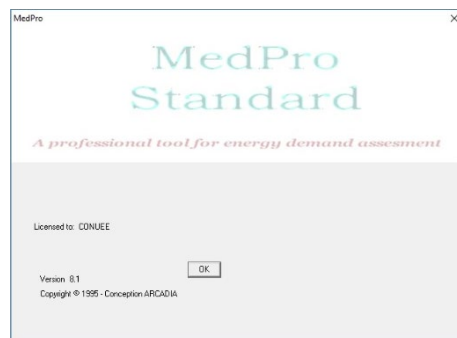 MedPro
MedPro
Standard
A professional tool for energy demand assesment
Licensed to: CONUEE
OK
Version 8.1
Copyright © 1995 - Conception ARCADIA